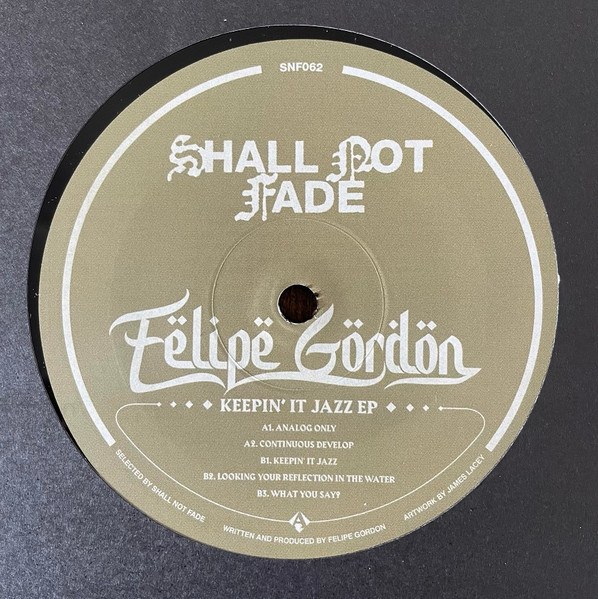 SNF062
SHALL NOT
FADE
Fëlipë Gördön
KEEPIN' IT JAZZ EP
A1. ANALOG ONLY
A2. CONTINUOUS DEVELOP
B1. KEEPIN' IT JAZZ
B2. LOOKING YOUR REFLECTION IN THE WATER
B3. WHAT YOU SAY?
SELECTED BY SHALL NOT FADE
A
WRITTEN AND PRODUCED BY FELIPE GORDON
ARTWORK BY JAMES LACEY